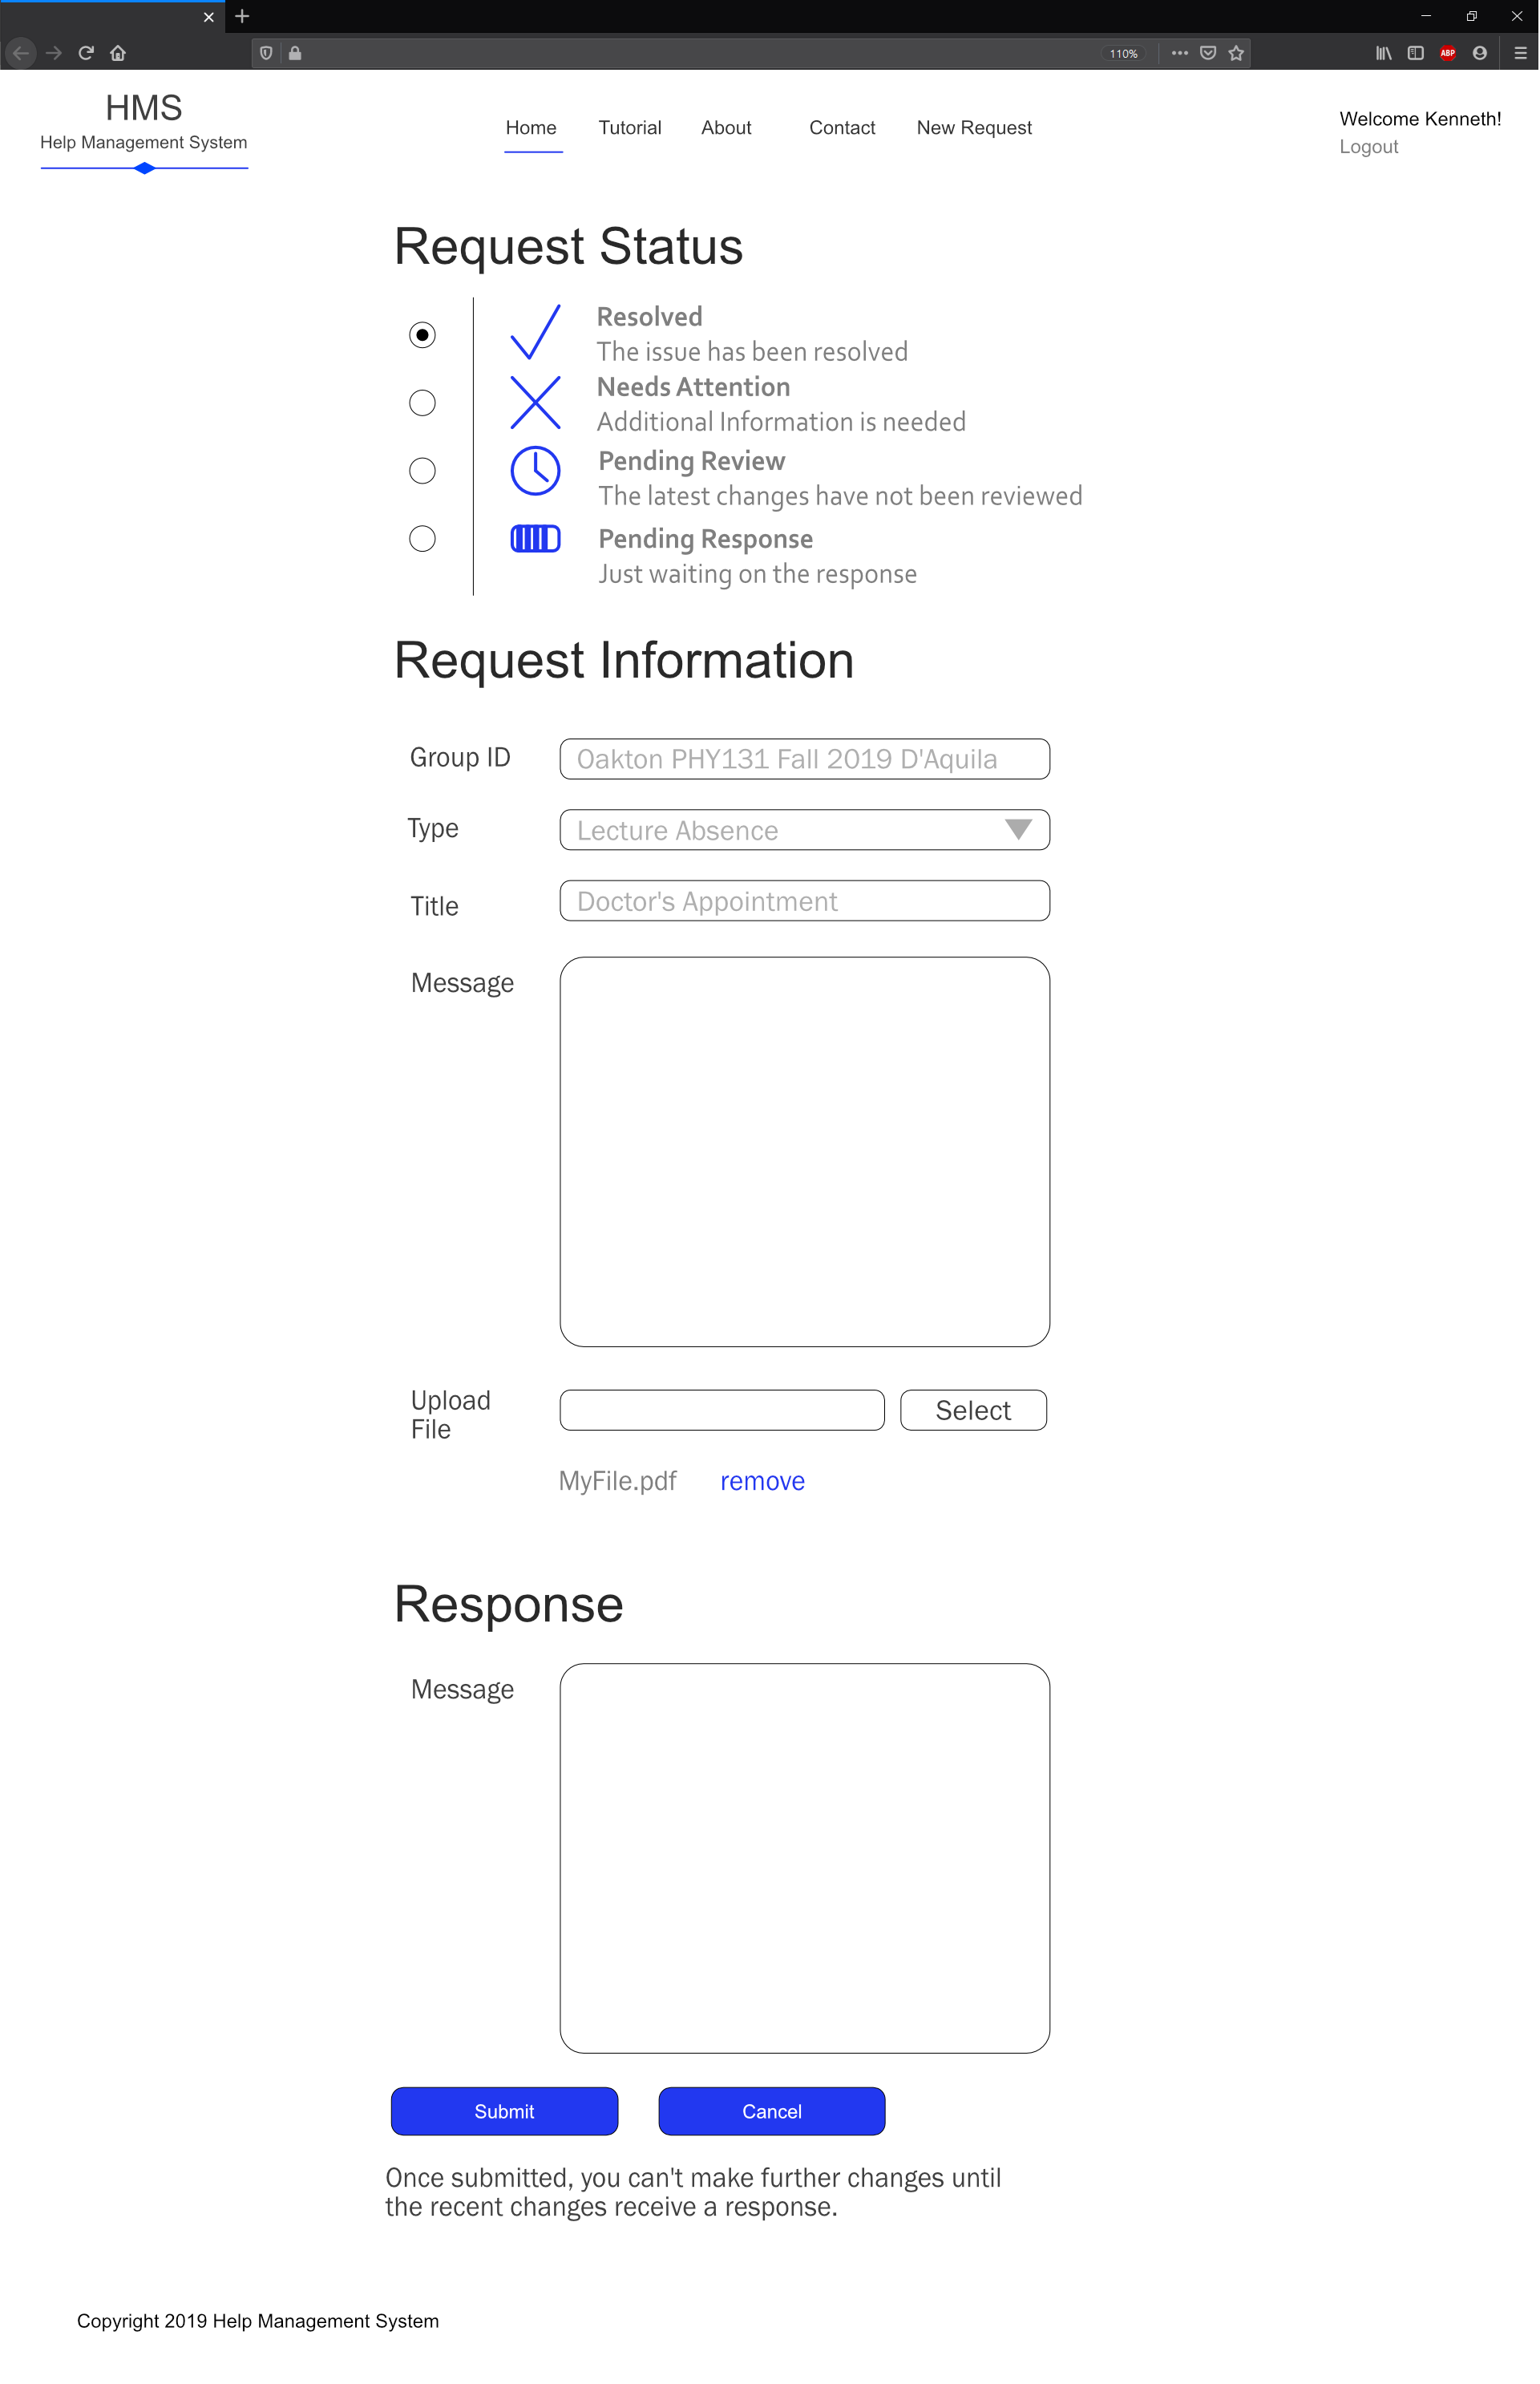 110%
ABP
HMS
Help Management System
Home Tutorial About Contact New Request
Welcome Kenneth!
Logout
Request Status
Resolved
The issue has been resolved
Needs Attention
Additional Information is needed
Pending Review
The latest changes have not been reviewed
Pending Response
Just waiting on the response
Request Information
Group ID Oakton PHY131 Fall 2019 D'Aquila
Type Lecture Absence
Title Doctor's Appointment
Message
Upload
File
Select
MyFile.pdf remove
Response
Message
Submit Cancel
Once submitted, you can't make further changes until
the recent changes receive a response.
Copyright 2019 Help Management System